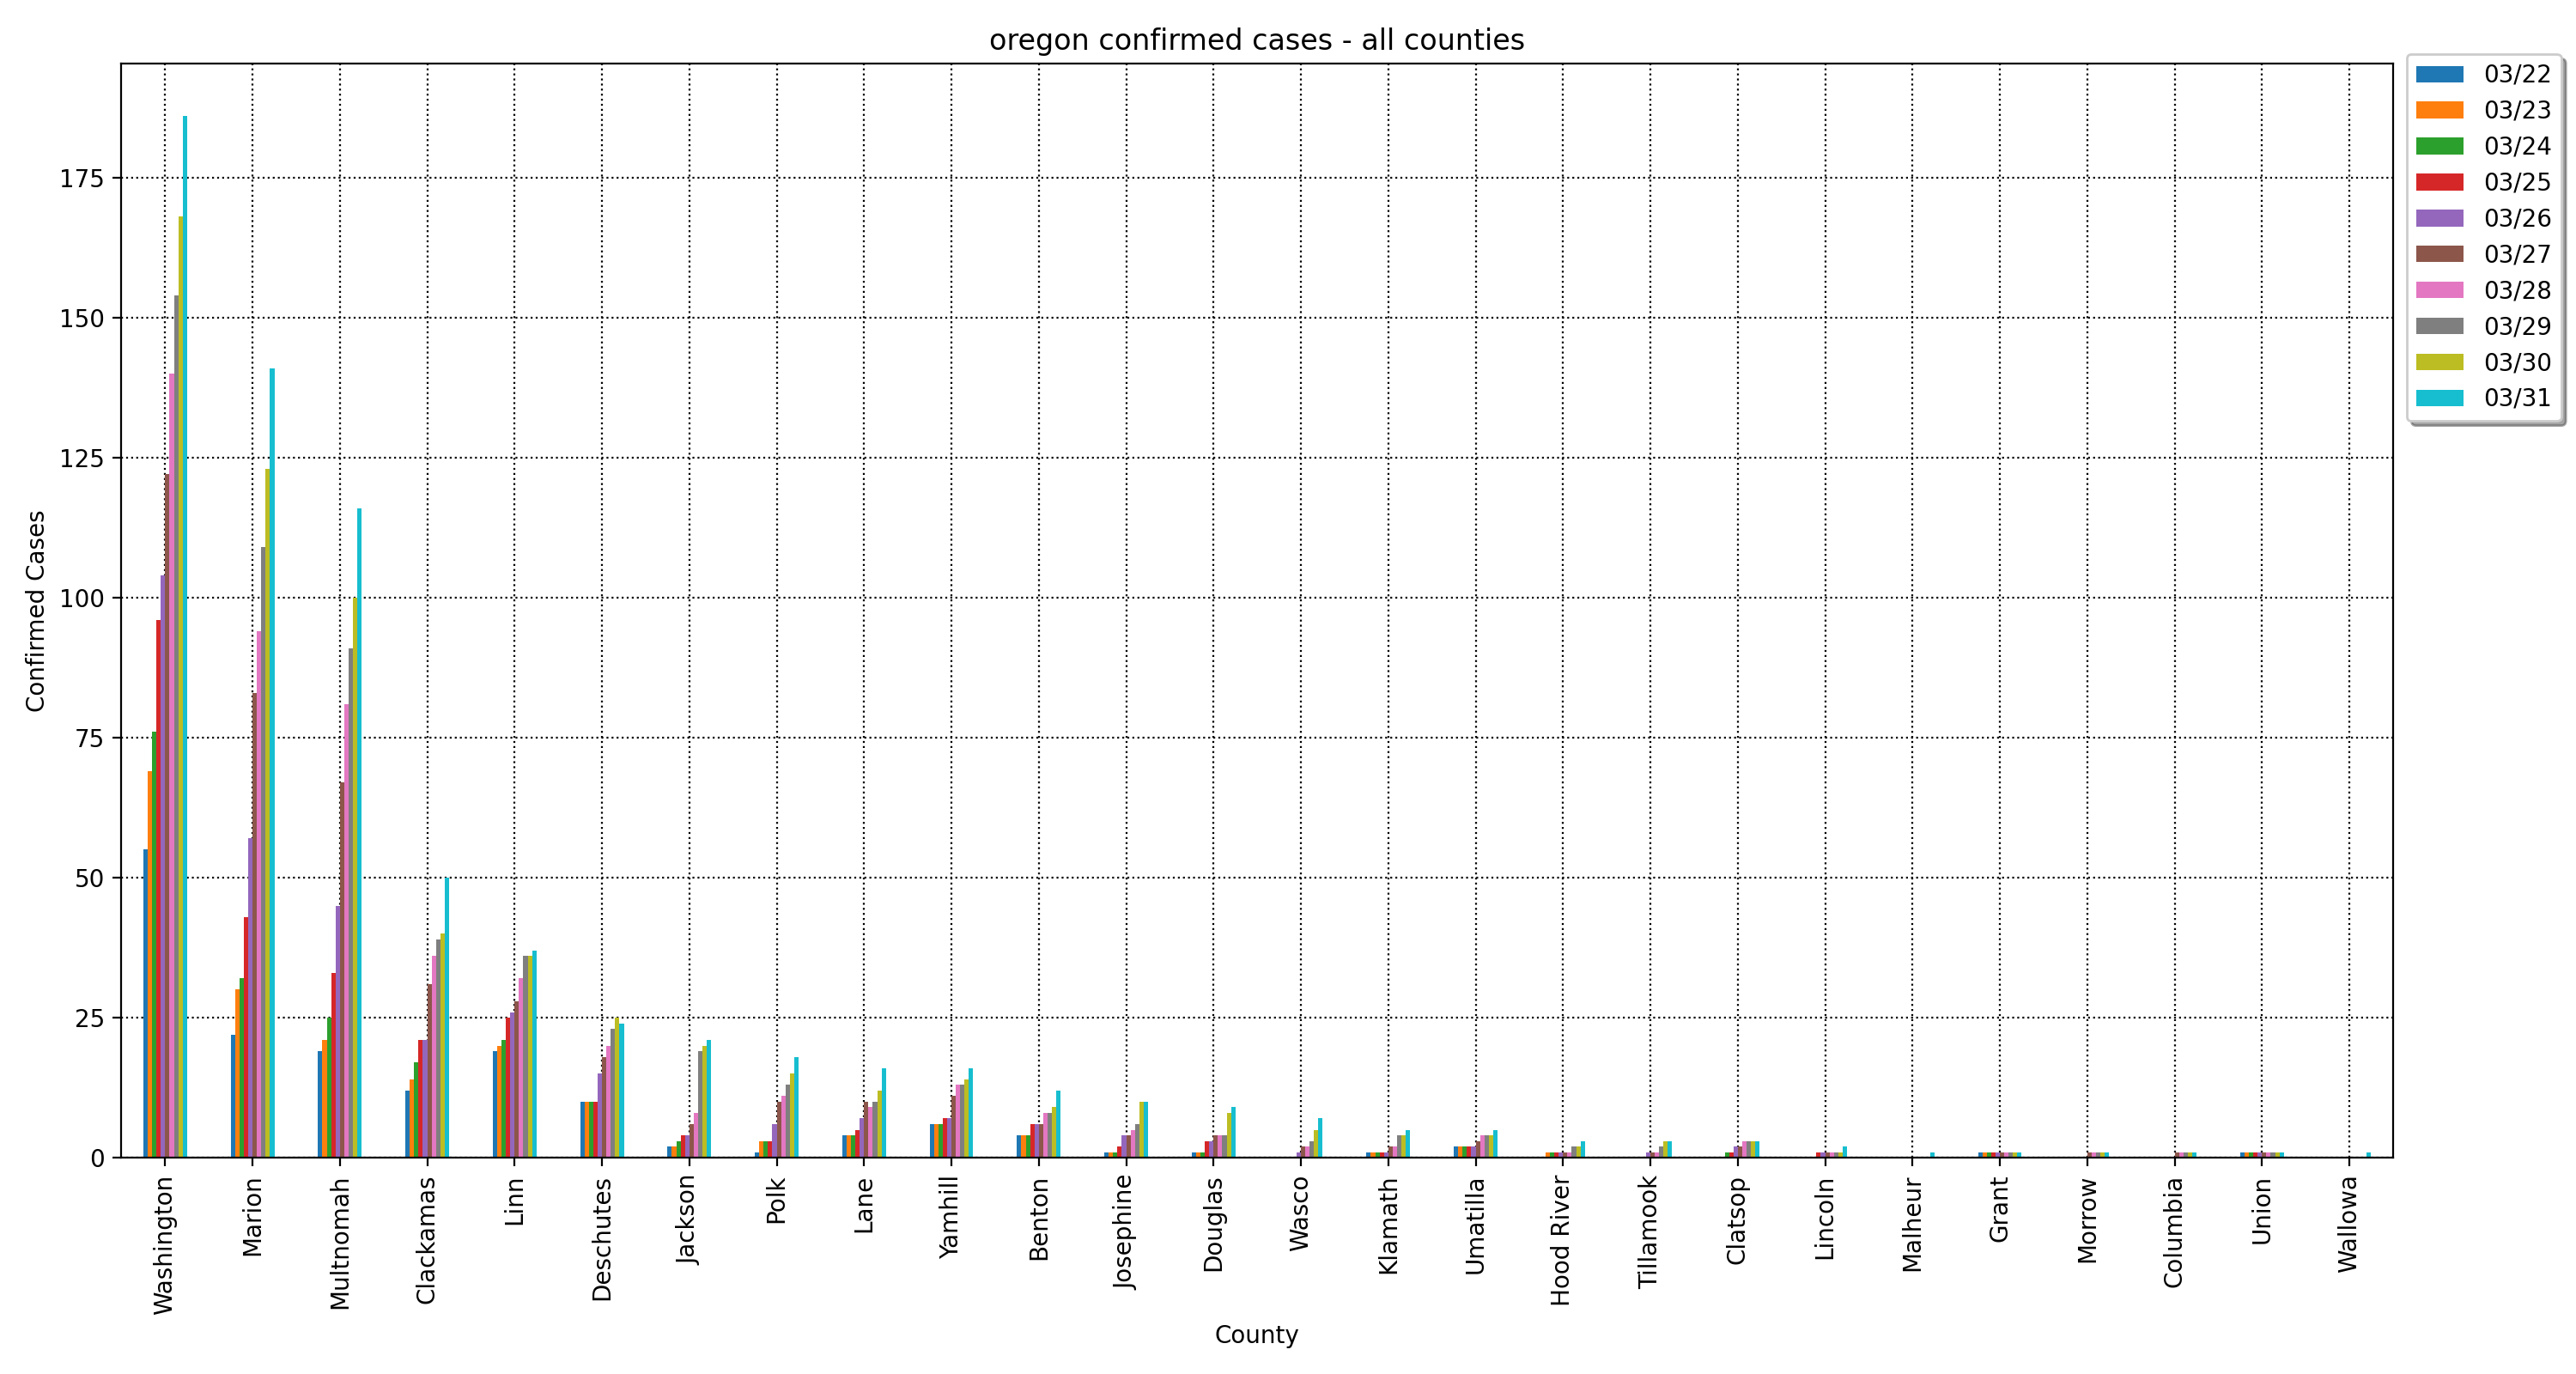 oregon confirmed cases - all counties
03/22
03/23
03/24
03/25
03/26
03/27
03/28
03/29
03/30
03/31
Confirmed Cases
175
150
125
100
75
50
25
0
Washington
Marion
Multnomah
Clackamas
Linn
Deschutes
Jackson
Polk
Lane
Yamhill
Benton
Josephine
Douglas
Wasco
Klamath
Umatilla
Hood River
Tillamook
Clatsop
Lincoln
Malheur
Grant
Morrow
Columbia
Union
Wallowa
County